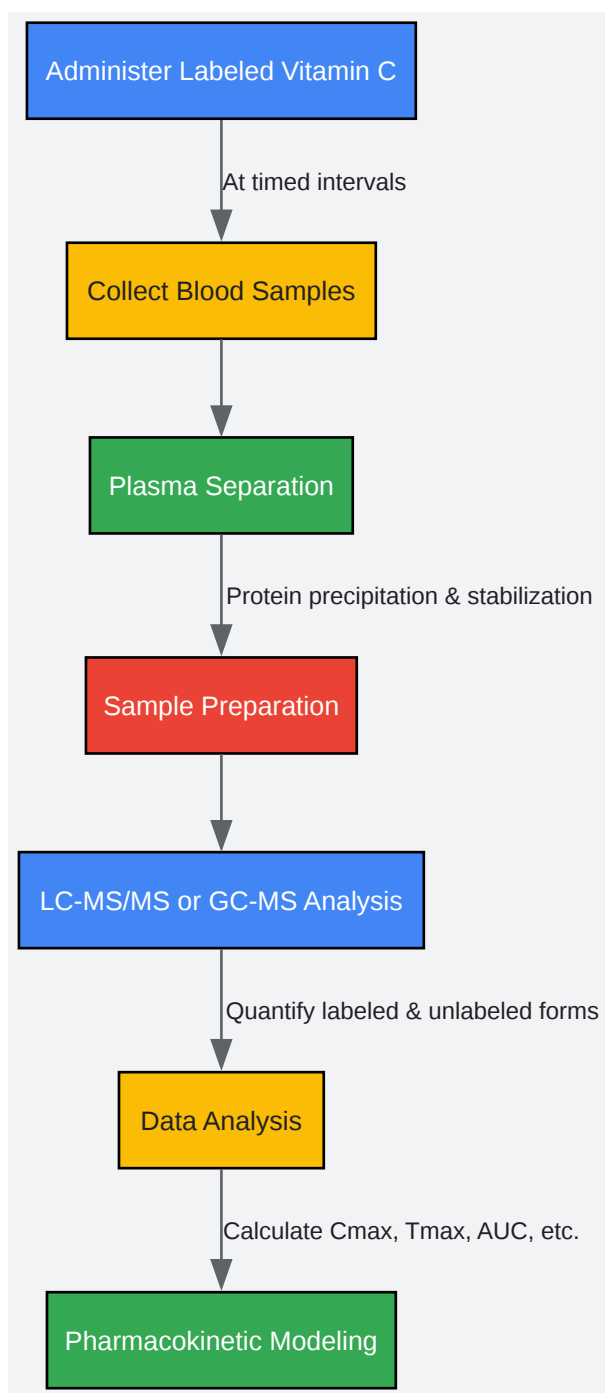 Administer Labeled Vitamin C
At timed intervals
Collect Blood Samples
Plasma Separation
Protein precipitation & stabilization
Sample Preparation
LC-MS/MS or GC-MS Analysis
Quantify labeled & unlabeled forms
Data Analysis
Calculate Cmax, Tmax, AUC, etc.
Pharmacokinetic Modeling